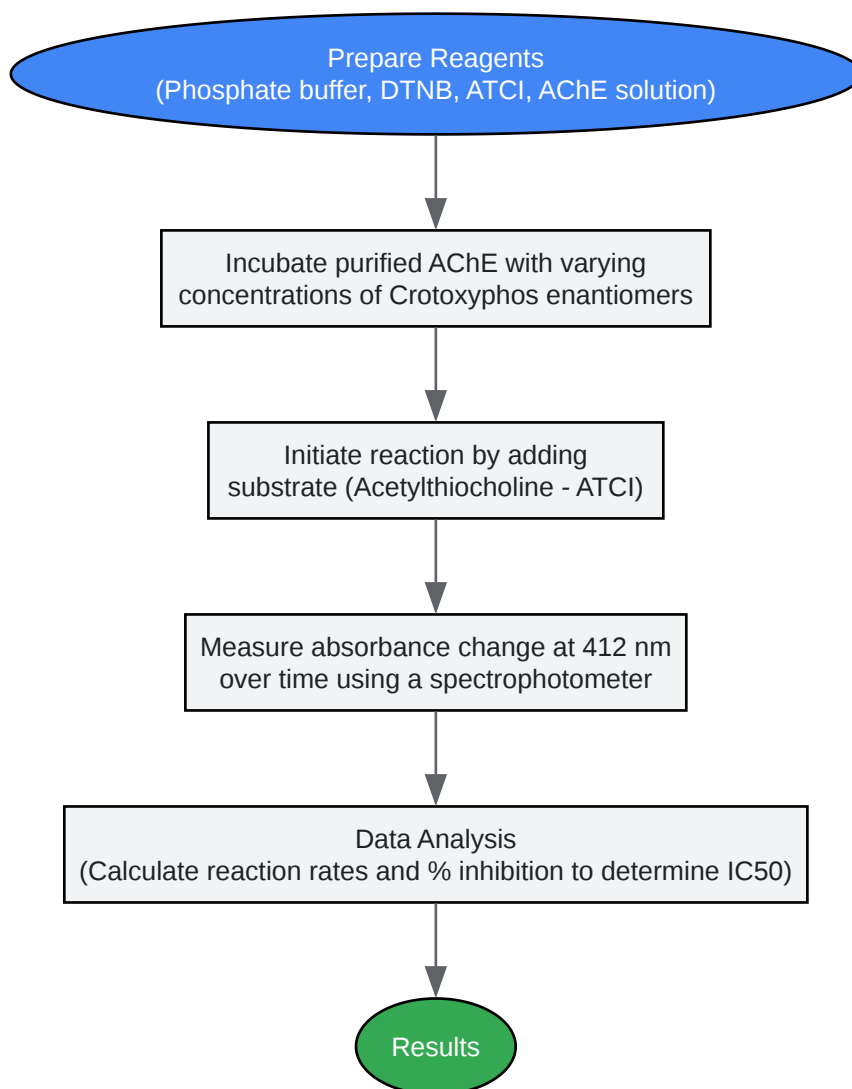 Prepare Reagents
(Phosphate buffer, DTNB, ATCI, AChE solution)
Incubate purified AChE with varying
concentrations of Crotoxyphos enantiomers
Initiate reaction by adding
substrate (Acetylthiocholine - ATCI)
Measure absorbance change at 412 nm
over time using a spectrophotometer
Data Analysis
(Calculate reaction rates and % inhibition to determine IC50)
Results